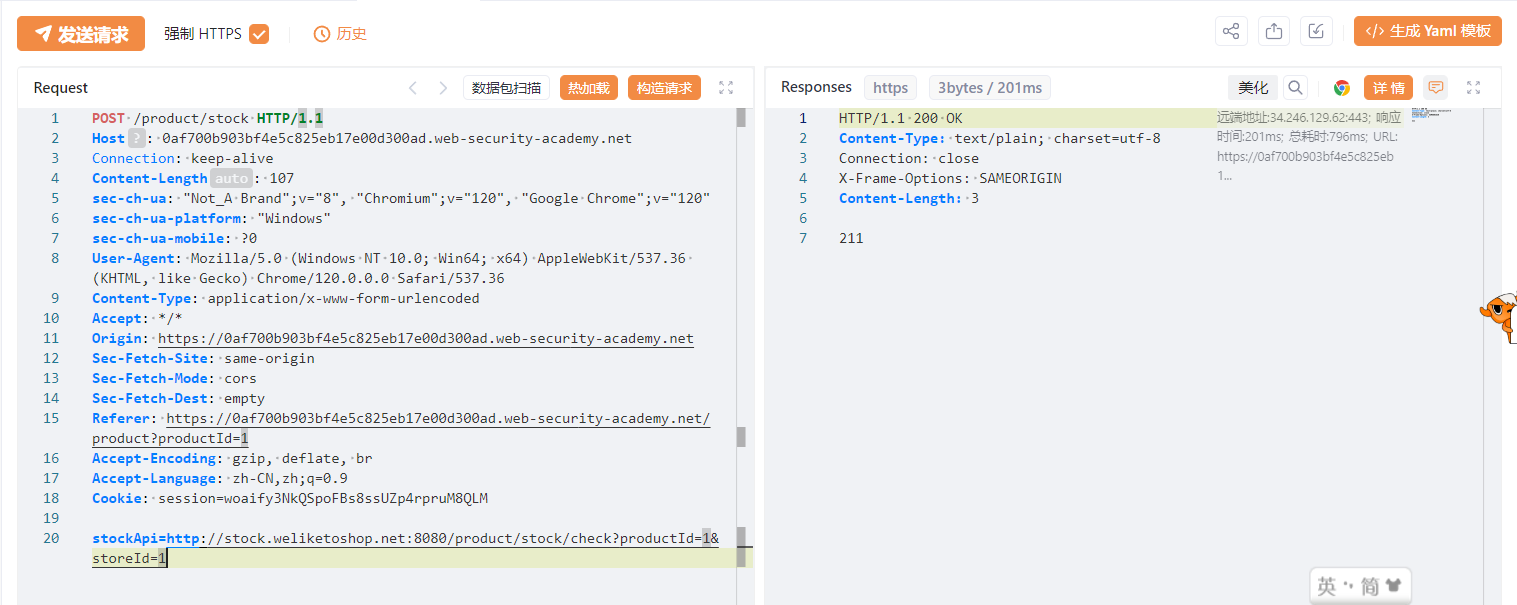 发送请求 强制 HTTPS 历史 </> 生成 Yaml 模板
Request 数据包扫描 热加载 构造请求
1 POST /product/stock HTTP/1.1
2 Host ? : 0af700b903bf4e5c825eb17e00d300ad.web-security-academy.net
3 Connection: keep-alive
4 Content-Length auto : 107
5 sec-ch-ua: "Not_A Brand";v="8", "Chromium";v="120", "Google Chrome";v="120"
6 sec-ch-ua-platform: "Windows"
7 sec-ch-ua-mobile: ?0
8 User-Agent: Mozilla/5.0 (Windows NT 10.0; Win64; x64) AppleWebKit/537.36
(KHTML, like Gecko) Chrome/120.0.0.0 Safari/537.36
9 Content-Type: application/x-www-form-urlencoded
10 Accept: */*
11 Origin: https://0af700b903bf4e5c825eb17e00d300ad.web-security-academy.net
12 Sec-Fetch-Site: same-origin
13 Sec-Fetch-Mode: cors
14 Sec-Fetch-Dest: empty
15 Referer: https://0af700b903bf4e5c825eb17e00d300ad.web-security-academy.net/
product?productId=1
16 Accept-Encoding: gzip, deflate, br
17 Accept-Language: zh-CN,zh;q=0.9
18 Cookie: session=woaify3NkQSpoFBs8ssUZp4rpruM8QLM
19
20 stockApi=http://stock.weliketoshop.net:8080/product/stock/check?productId=1&
storeId=1
Responses https 3bytes / 201ms 美化 详情
1 HTTP/1.1 200 OK
2 Content-Type: text/plain; charset=utf-8
3 Connection: close
4 X-Frame-Options: SAMEORIGIN
5 Content-Length: 3
6
7 211
远端地址:34.246.129.62:443; 响应
时间:201ms; 总耗时:796ms; URL:
https://0af700b903bf4e5c825eb
1...
英 简